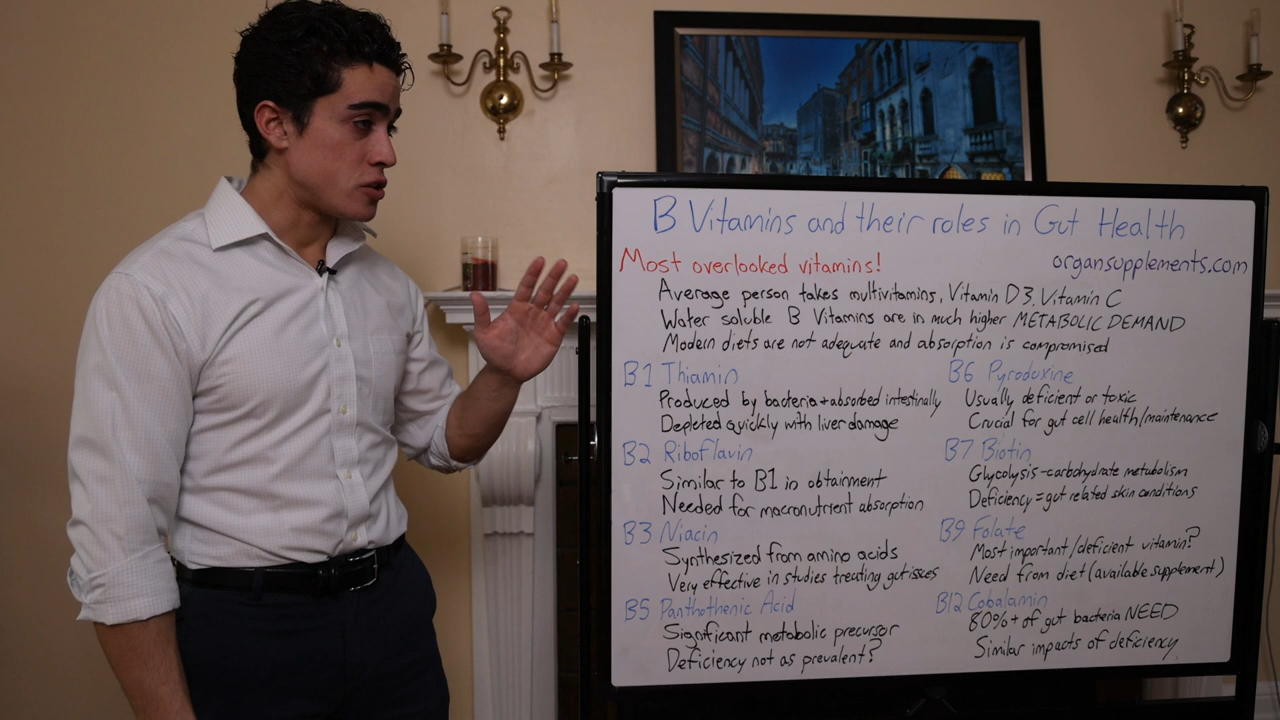 B Vitamins and their roles in Gut Health
Most overlooked vitamins!
organsupplements.com
Average person takes multivitamins, Vitamin D3, Vitamin C
Water soluble B Vitamins are in much higher METABOLIC DEMAND
Modern diets are not adequate and absorption is compromised
B1 Thiamin
Produced by bacteria + absorbed intestinally
Depleted quickly with liver damage
B2 Riboflavin
Similar to B1 in obtainment
Needed for macronutrient absorption
B3 Niacin
Synthesized from amino acids
Very effective in studies treating gut isses
B5 Panthothenic Acid
Significant metabolic precursor
Deficiency not as prevalent?
B6 Pyrodoxine
Usually deficient or toxic
Crucial for gut cell health/maintenance
B7 Biotin
Glycolysis - carbohydrate metabolism
Deficiency = gut related skin conditions
B9 Folate
Most important/deficient vitamin?
Need from diet (available supplement)
B12 Cobalamin
80%+ of gut bacteria NEED
Similar impacts of deficiency